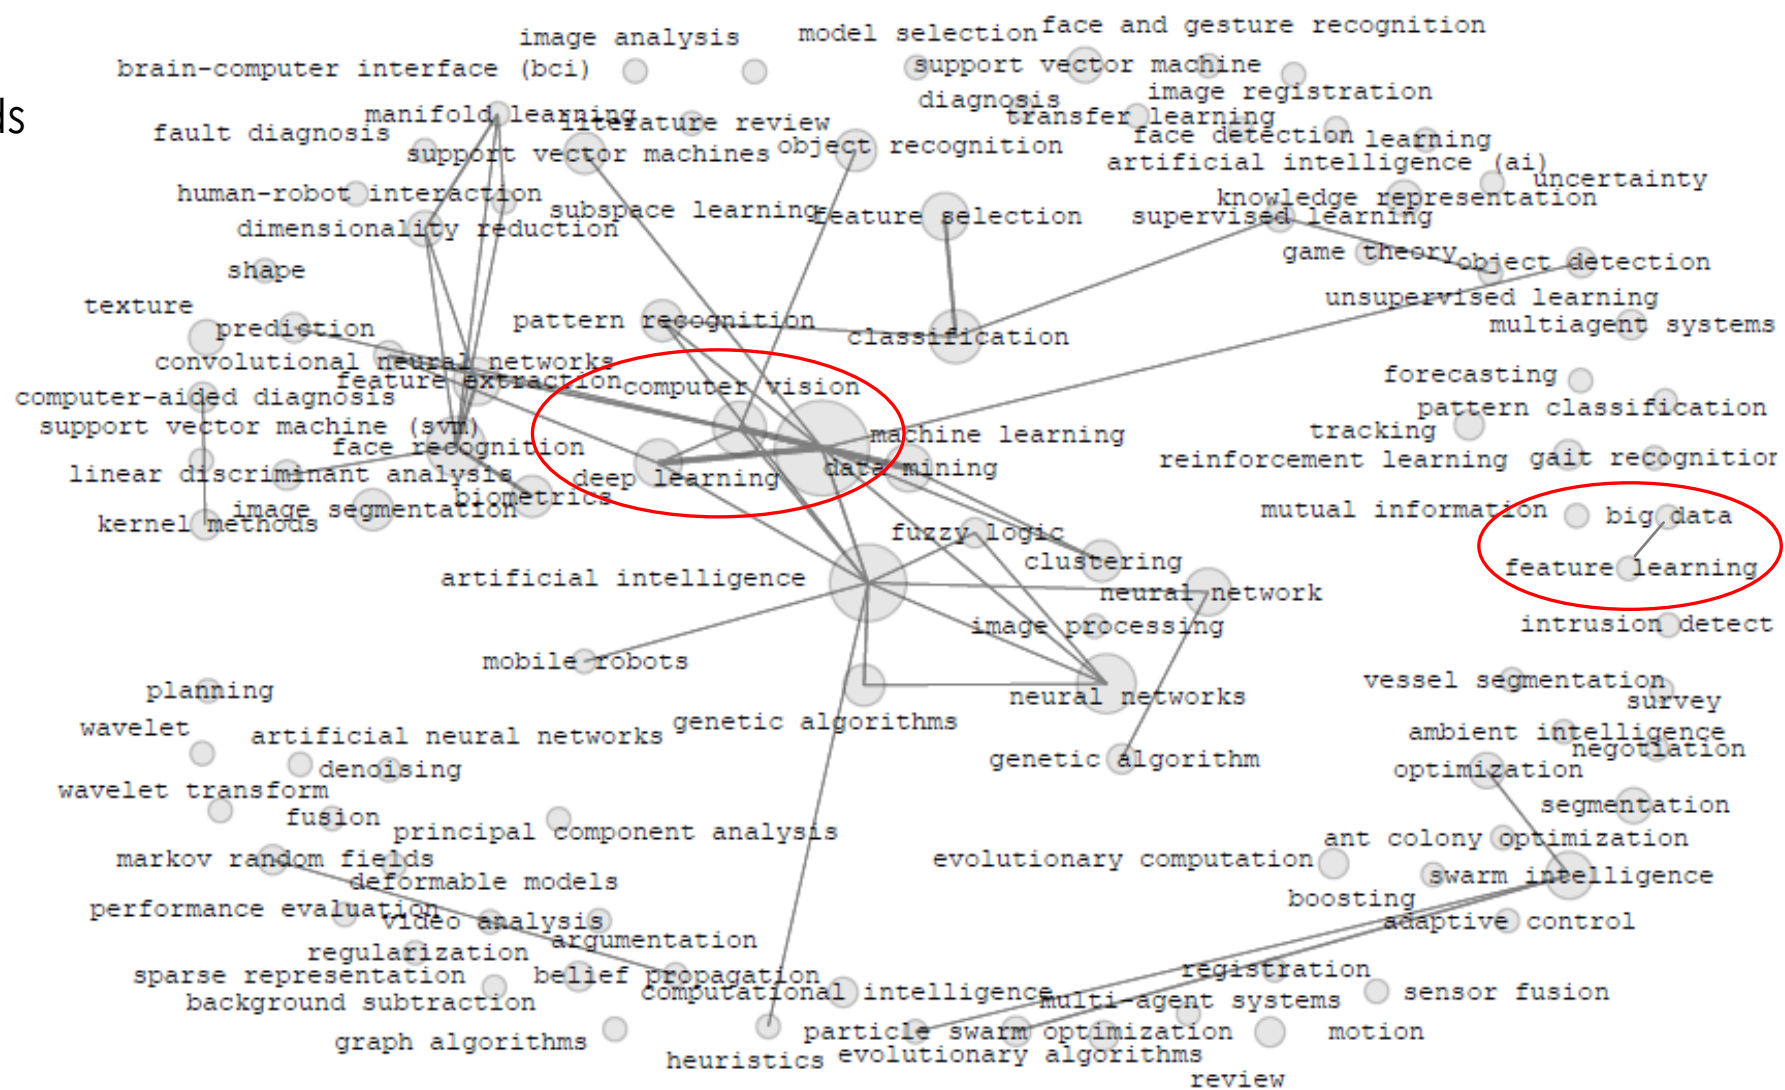 image analysis
model selection
face and gesture recognition
brain-computer interface (bci)
support vector machine
image registration
diagnosis
ds
manifold learning
transfer learning
literature review
fault diagnosis
face detection
learning
support vector machines
object recognition
artificial intelligence (ai)
uncertainty
human-robot interaction
knowledge representation
subspace learning
feature selection
supervised learning
dimensionality reduction
game theory
object detection
shape
unsupervised learning
texture
prediction
pattern recognition
multiagent systems
classification
convolutional neural networks
feature extraction
computer vision
forecasting
computer-aided diagnosis
pattern classification
support vector machine (svm)
machine learning
tracking
face recognition
reinforcement learning
gait recognition
linear discriminant analysis
deep learning
data mining
biometrics
image segmentation
mutual information
big data
kernel methods
fuzzy logic
clustering
feature learning
artificial intelligence
neural network
image processing
intrusion detect
mobile robots
vessel segmentation
planning
neural networks
survey
wavelet
genetic algorithms
ambient intelligence
artificial neural networks
negotiation
genetic algorithm
denoising
optimization
wavelet transform
segmentation
fusion
principal component analysis
ant colony optimization
markov random fields
evolutionary computation
deformable models
swarm intelligence
boosting
performance evaluation
video analysis
adaptive control
argumentation
regularization
sparse representation
belief propagation
registration
computational intelligence
background subtraction
multi-agent systems
sensor fusion
graph algorithms
particle swarm optimization
motion
heuristics
evolutionary algorithms
review